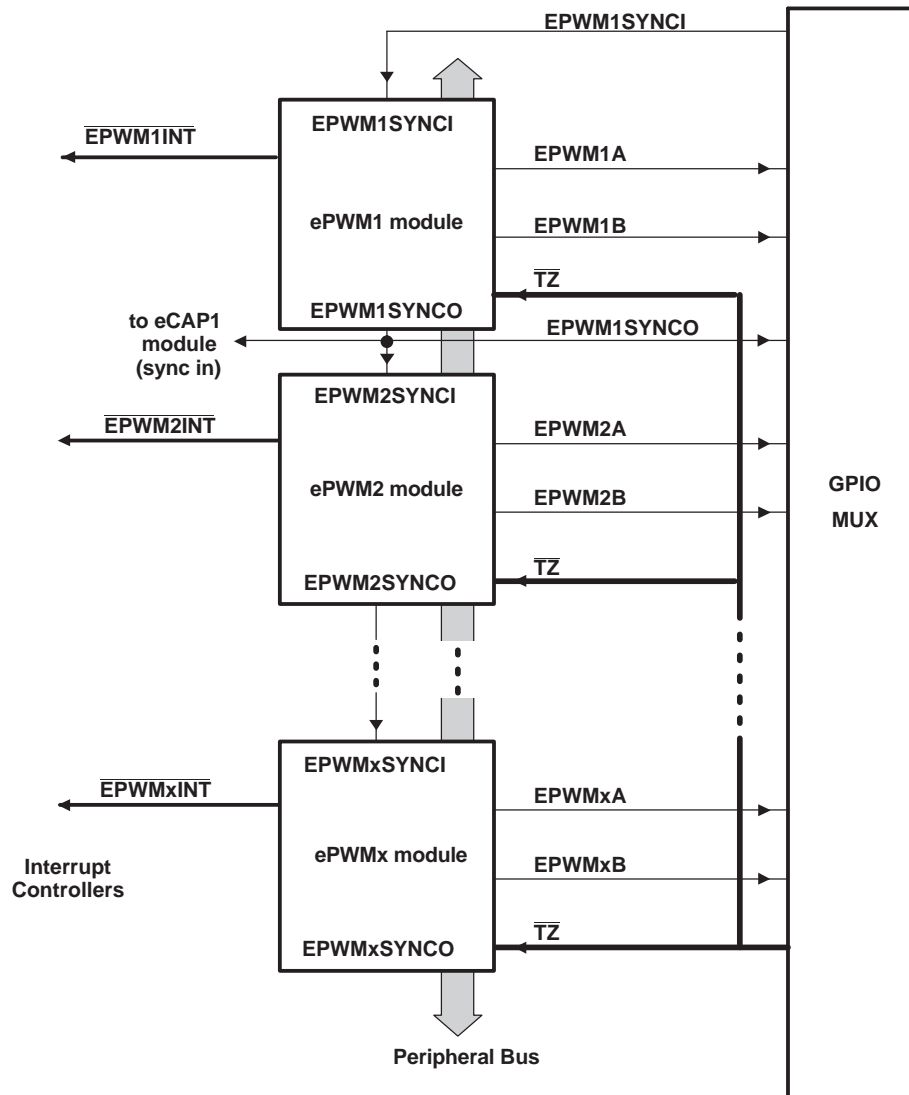 EPWM1SYNCI
EPWM1SYNCI
EPWM1INT
EPWM1A
ePWM1 module
EPWM1B
TZ
EPWM1SYNCO
to eCAP1
module
(sync in)
EPWM1SYNCO
EPWM2SYNCI
EPWM2INT
EPWM2A
ePWM2 module
EPWM2B
GPIO
MUX
TZ
EPWM2SYNCO
EPWMxSYNCI
EPWMxINT
EPWMxA
ePWMx module
EPWMxB
Interrupt
Controllers
TZ
EPWMxSYNCO
Peripheral Bus